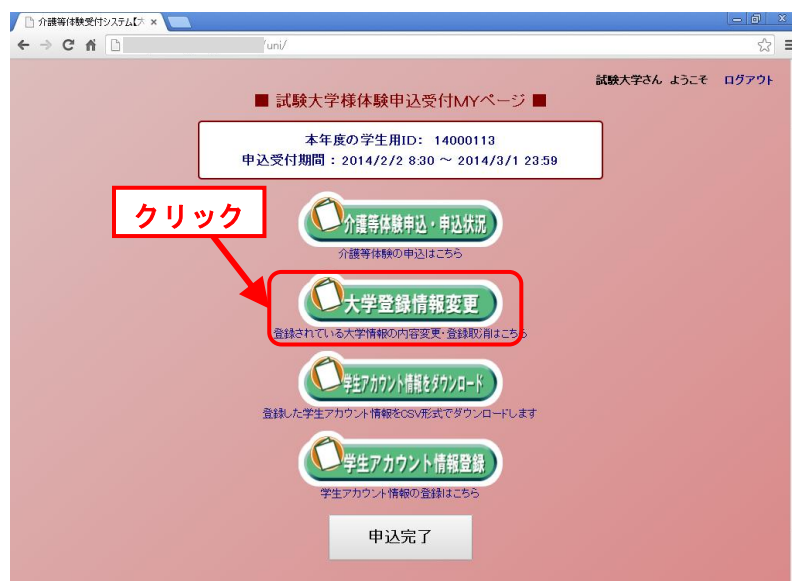 介護等体験受付システム【大
/uni/
試験大学さん ようこそ ログアウト
■ 試験大学様体験申込受付MYページ ■
本年度の学生用ID： 14000113
申込受付期間：2014/2/2 8:30 ～ 2014/3/1 23:59
クリック
介護等体験申込・申込状況
介護等体験の申込はこちら
大学登録情報変更
登録されている大学情報の内容変更・登録取消はこちら
学生アカウント情報をダウンロード
登録した学生アカウント情報をCSV形式でダウンロードします
学生アカウント情報登録
学生アカウント情報の登録はこちら
申込完了